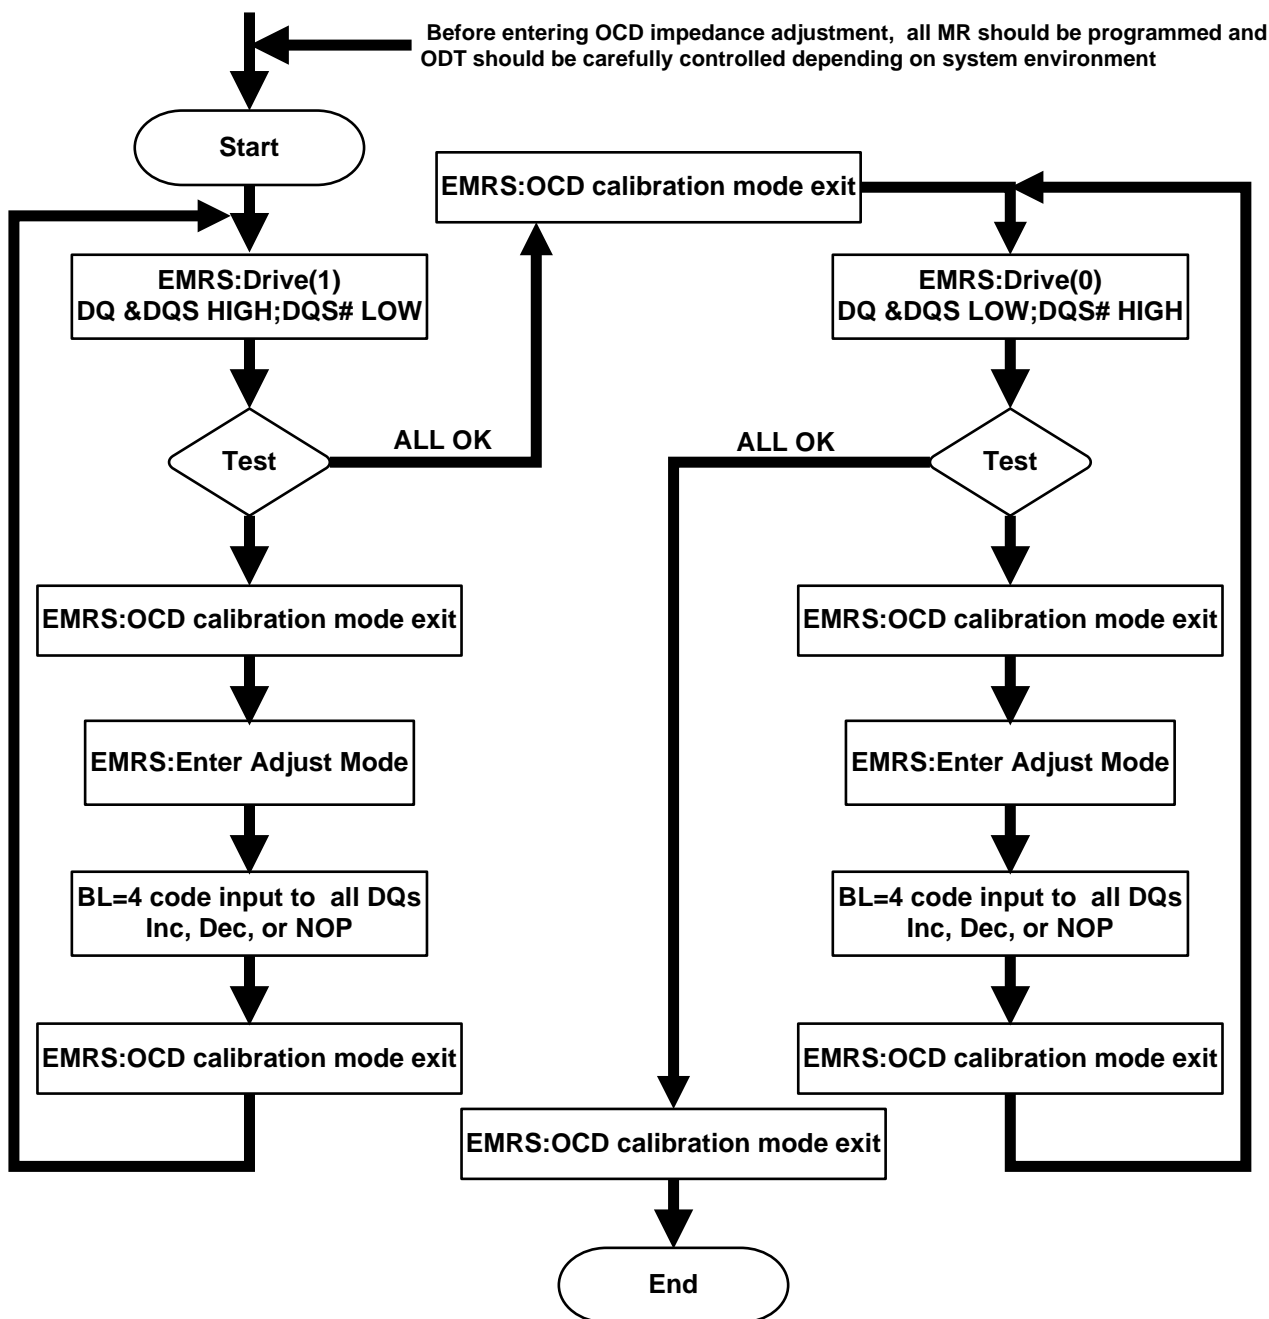 Before entering OCD impedance adjustment, all MR should be programmed and
ODT should be carefully controlled depending on system environment
Start
EMRS:OCD calibration mode exit
EMRS:Drive(1)
DQ &DQS HIGH;DQS# LOW
EMRS:Drive(0)
DQ &DQS LOW;DQS# HIGH
Test
ALL OK
ALL OK
Test
EMRS:OCD calibration mode exit
EMRS:OCD calibration mode exit
EMRS:Enter Adjust Mode
EMRS:Enter Adjust Mode
BL=4 code input to all DQs
Inc, Dec, or NOP
BL=4 code input to all DQs
Inc, Dec, or NOP
EMRS:OCD calibration mode exit
EMRS:OCD calibration mode exit
EMRS:OCD calibration mode exit
End